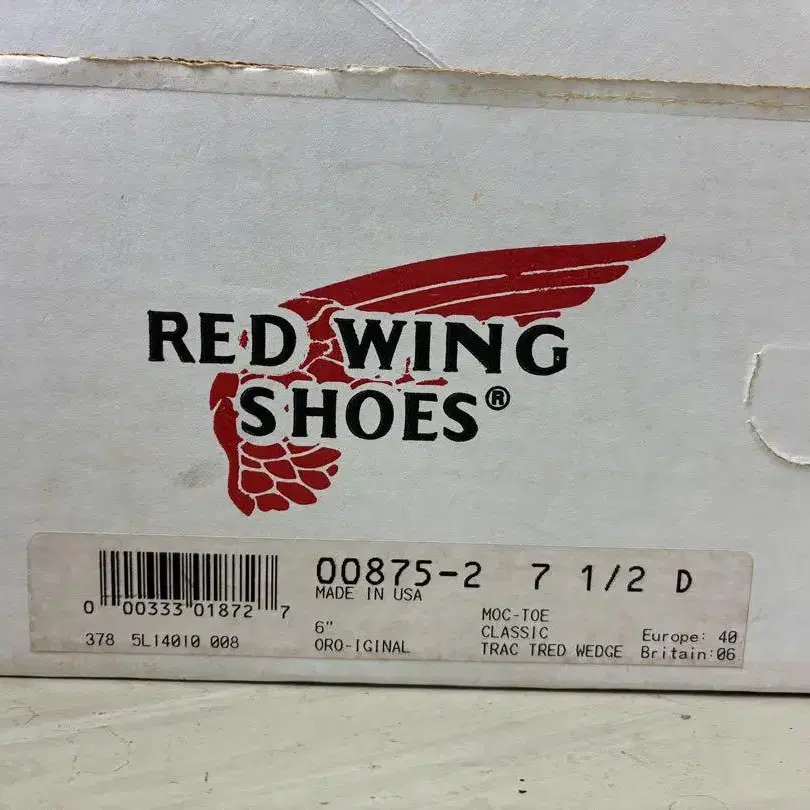 RED WING
SHOES®
00875-2 7 1/2 D
MADE IN USA
0 00333 01872 7
378 5L14010 008
6"
ORO-IGINAL
MOC-TOE
CLASSIC
TRAC TRED WEDGE
Europe: 40
Britain:06